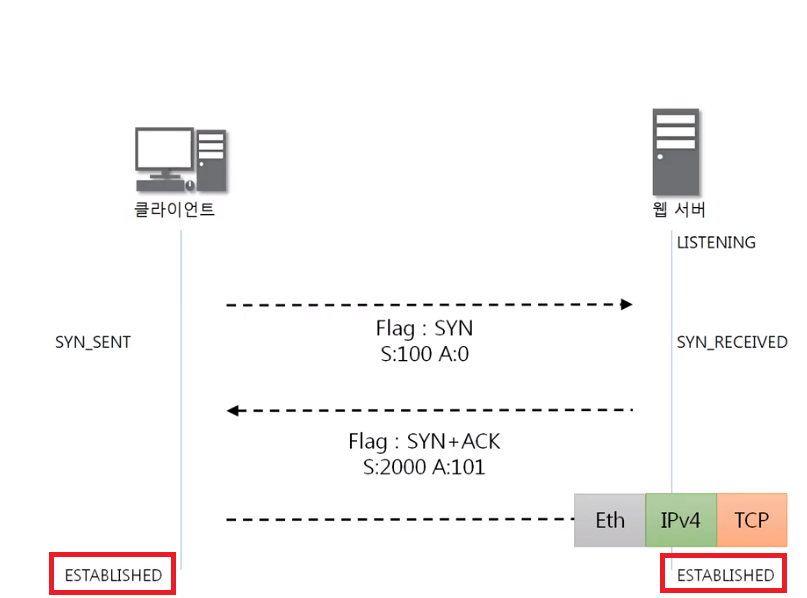 클라이언트
웹 서버
LISTENING
Flag : SYN
S:100 A:0
SYN_SENT
SYN_RECEIVED
Flag : SYN+ACK
S:2000 A:101
Eth
IPv4
TCP
ESTABLISHED
ESTABLISHED